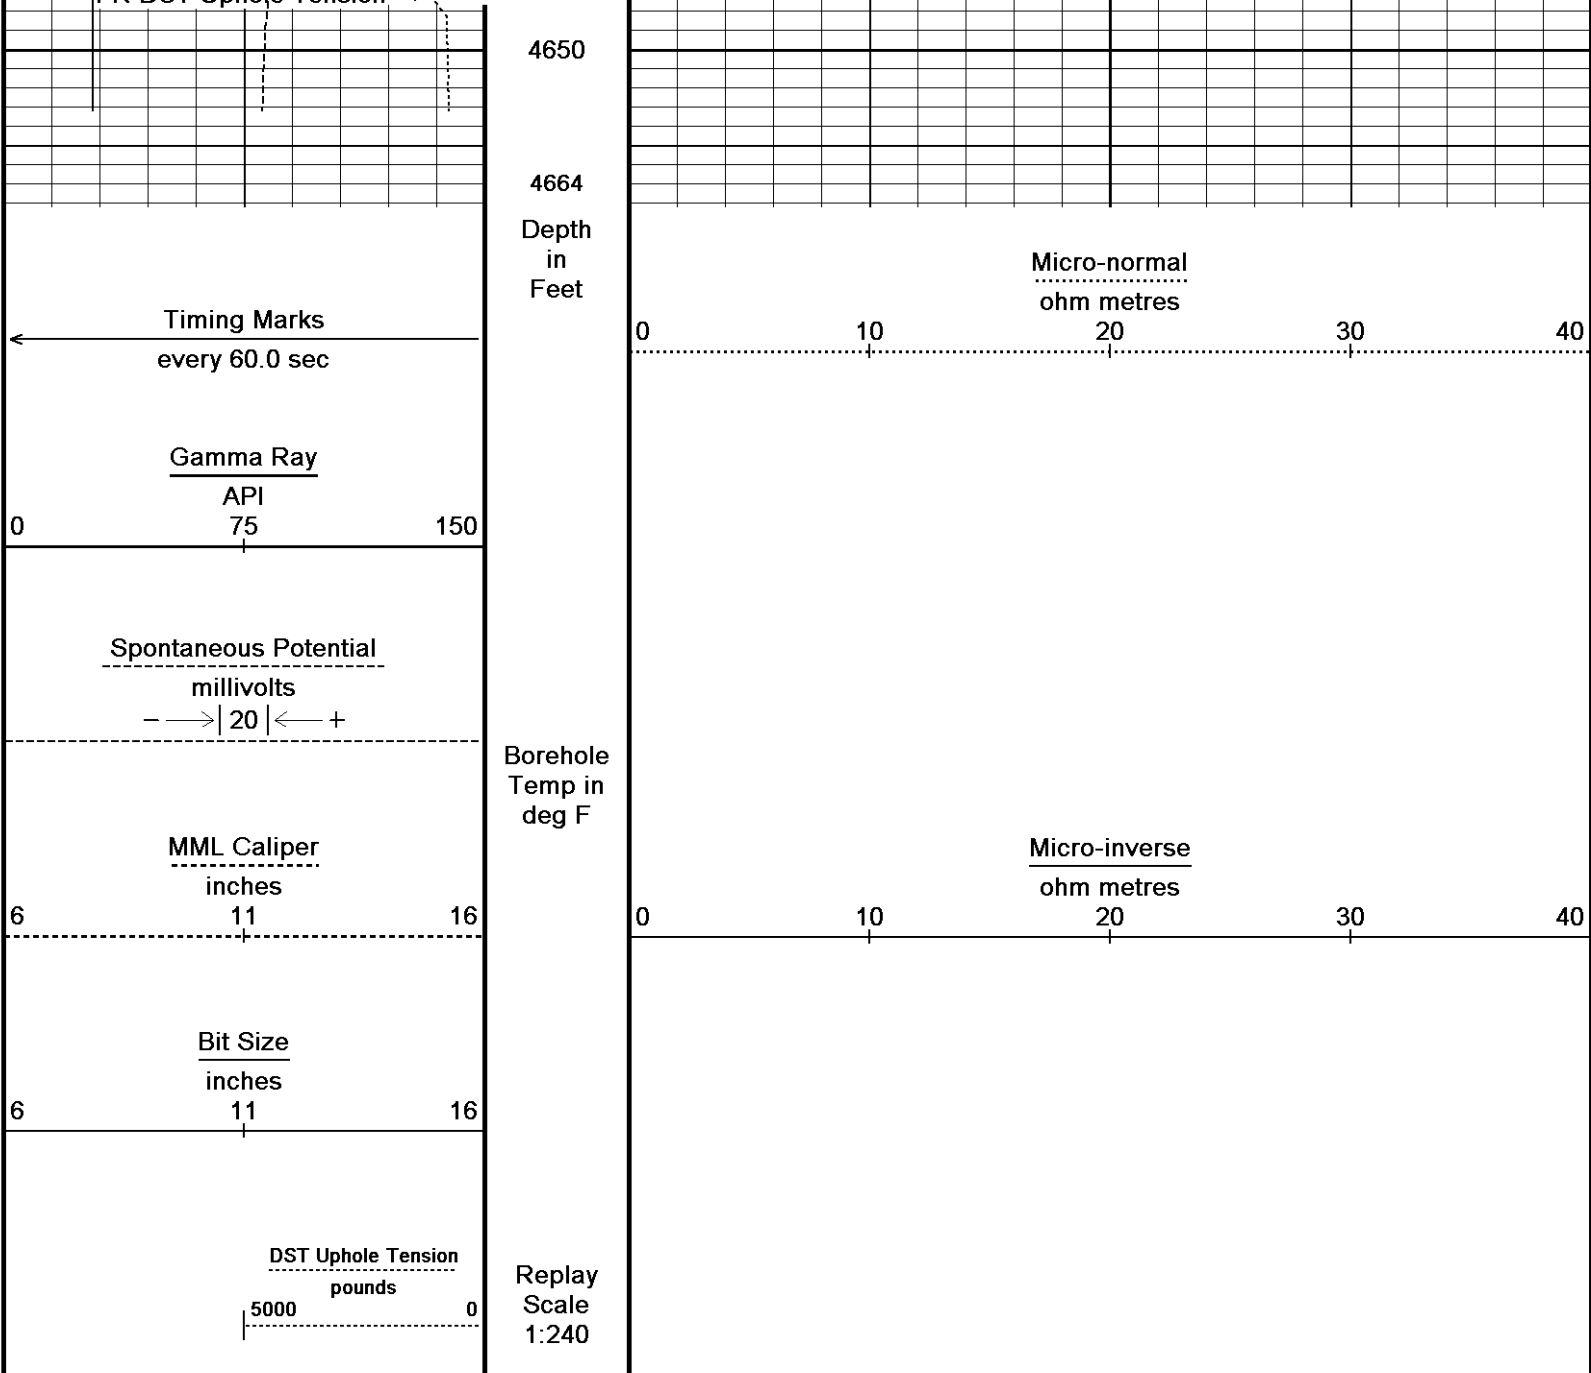 DST Uphole Tension
4650
4664
Depth
in
Feet
Timing Marks
every 60.0 sec
Gamma Ray
API
0 75 150
Spontaneous Potential
millivolts
− 20 +
MML Caliper
inches
6 11 16
Bit Size
inches
6 11 16
DST Uphole Tension
pounds
5000 0
Borehole
Temp in
deg F
Replay
Scale
1:240
Micro-normal
ohm metres
0 10 20 30 40
Micro-inverse
ohm metres
0 10 20 30 40